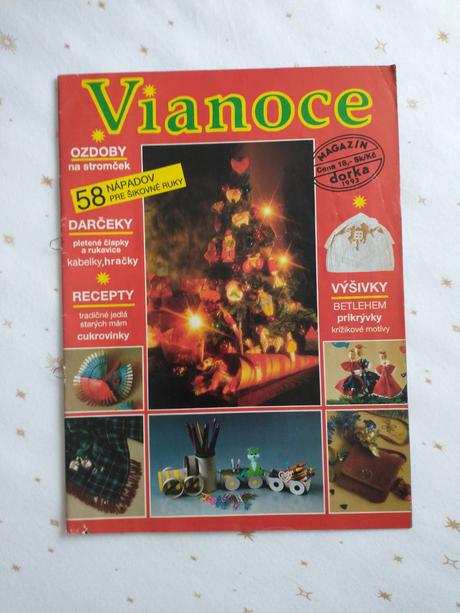 Vianoce
OZDOBY
na stromček
58 NÁPADOV
PRE ŠIKOVNÉ RUKY
MAGAZÍN
Cena 18,- Sk/Kč
dorka
1993
DARČEKY
pletené čiapky
a rukavice
kabelky, hračky
RECEPTY
tradičné jedlá
starých mám
cukrovinky
VÝŠIVKY
BETLEHEM
prikrývky
krížikové motívy